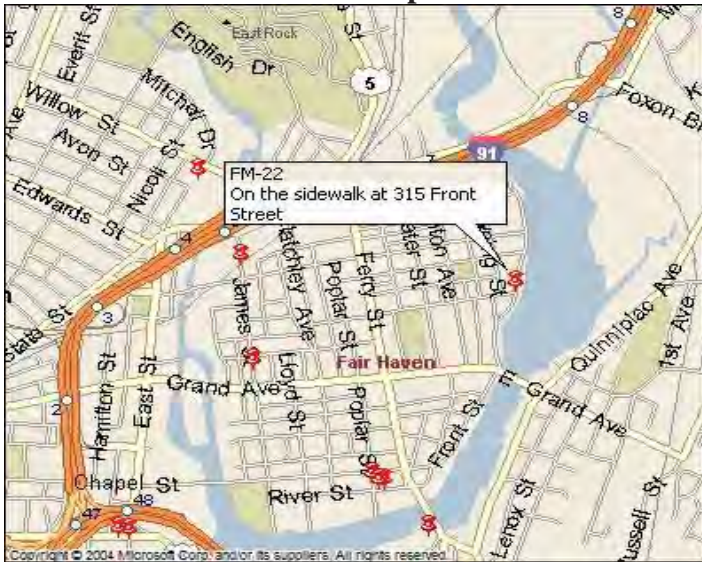 8
East Rock
English Dr
Everit St
Mitchel Dr
5
Willow St
8
Foxon
Avon St
Nicoll St
91
FM-22
On the sidewalk at 315 Front
Street
Edwards St
4
James St
Poplar St
Ferry St
State St
3
Quinnipiac Ave
1st Ave
Fair Haven
Hamilton St
East St
Grand Ave
Lloyd St
Grand Ave
2
Poplar St
Front St
Chapel St
River St
48
47
Lenox St
Russell St
Copyright © 2004 Microsoft Corp. and/or its suppliers. All rights reserved.